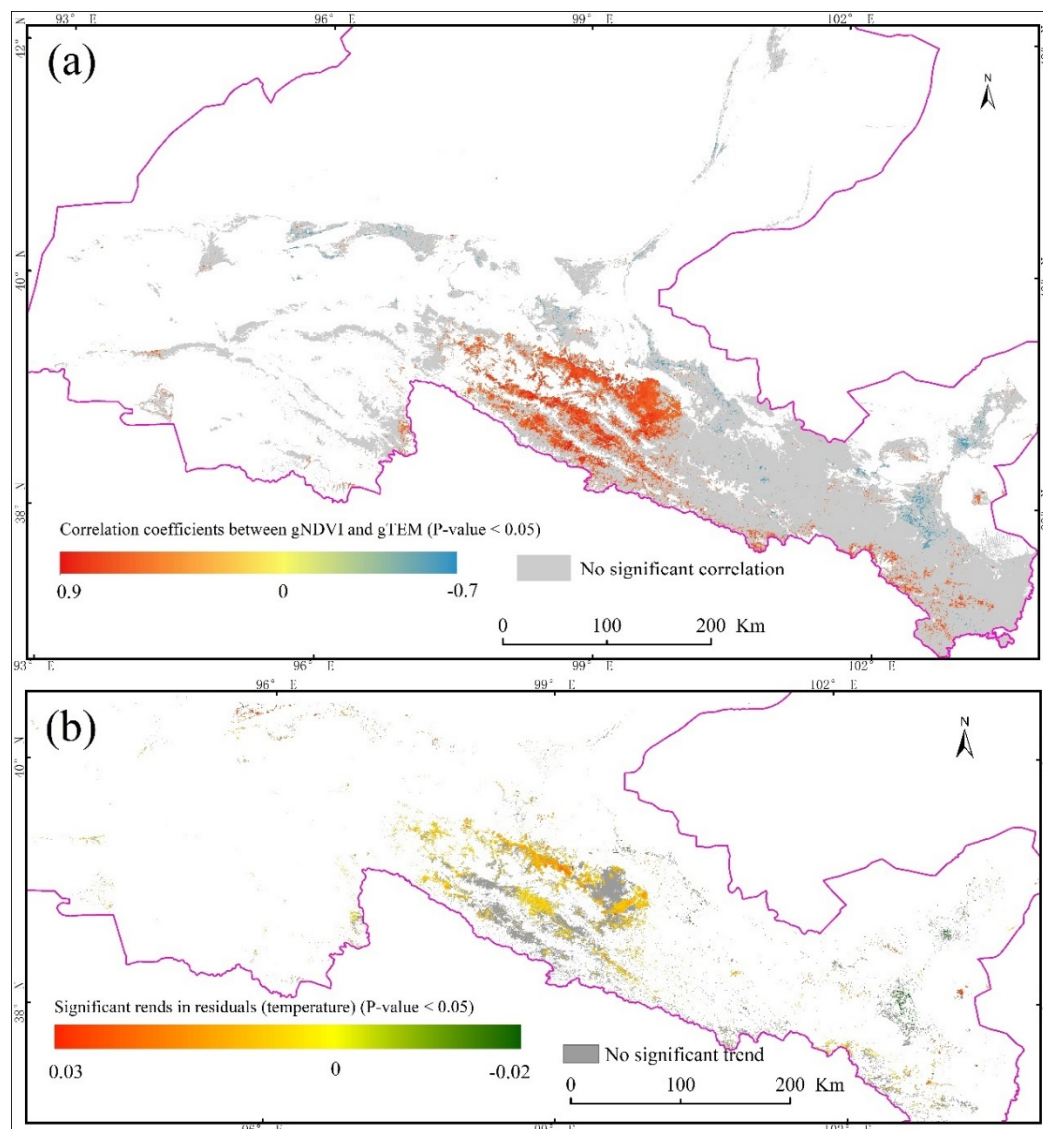 (a)
93° E
96° E
99° E
102° E
42° N
N
40° N
38° N
Correlation coefficients between gNDVI and gTEM (P-value < 0.05)
0.9
0
-0.7
No significant correlation
0
100
200 Km
93° E
96° E
99° E
102° E
(b)
96° E
99° E
102° E
N
40° N
38° N
Significant rends in residuals (temperature) (P-value < 0.05)
0.03
0
-0.02
No significant trend
0
100
200 Km